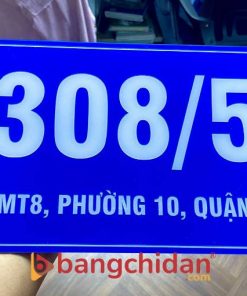 308/5
MT8, PHƯỜNG 10, QUẬN
bangchidan
.com